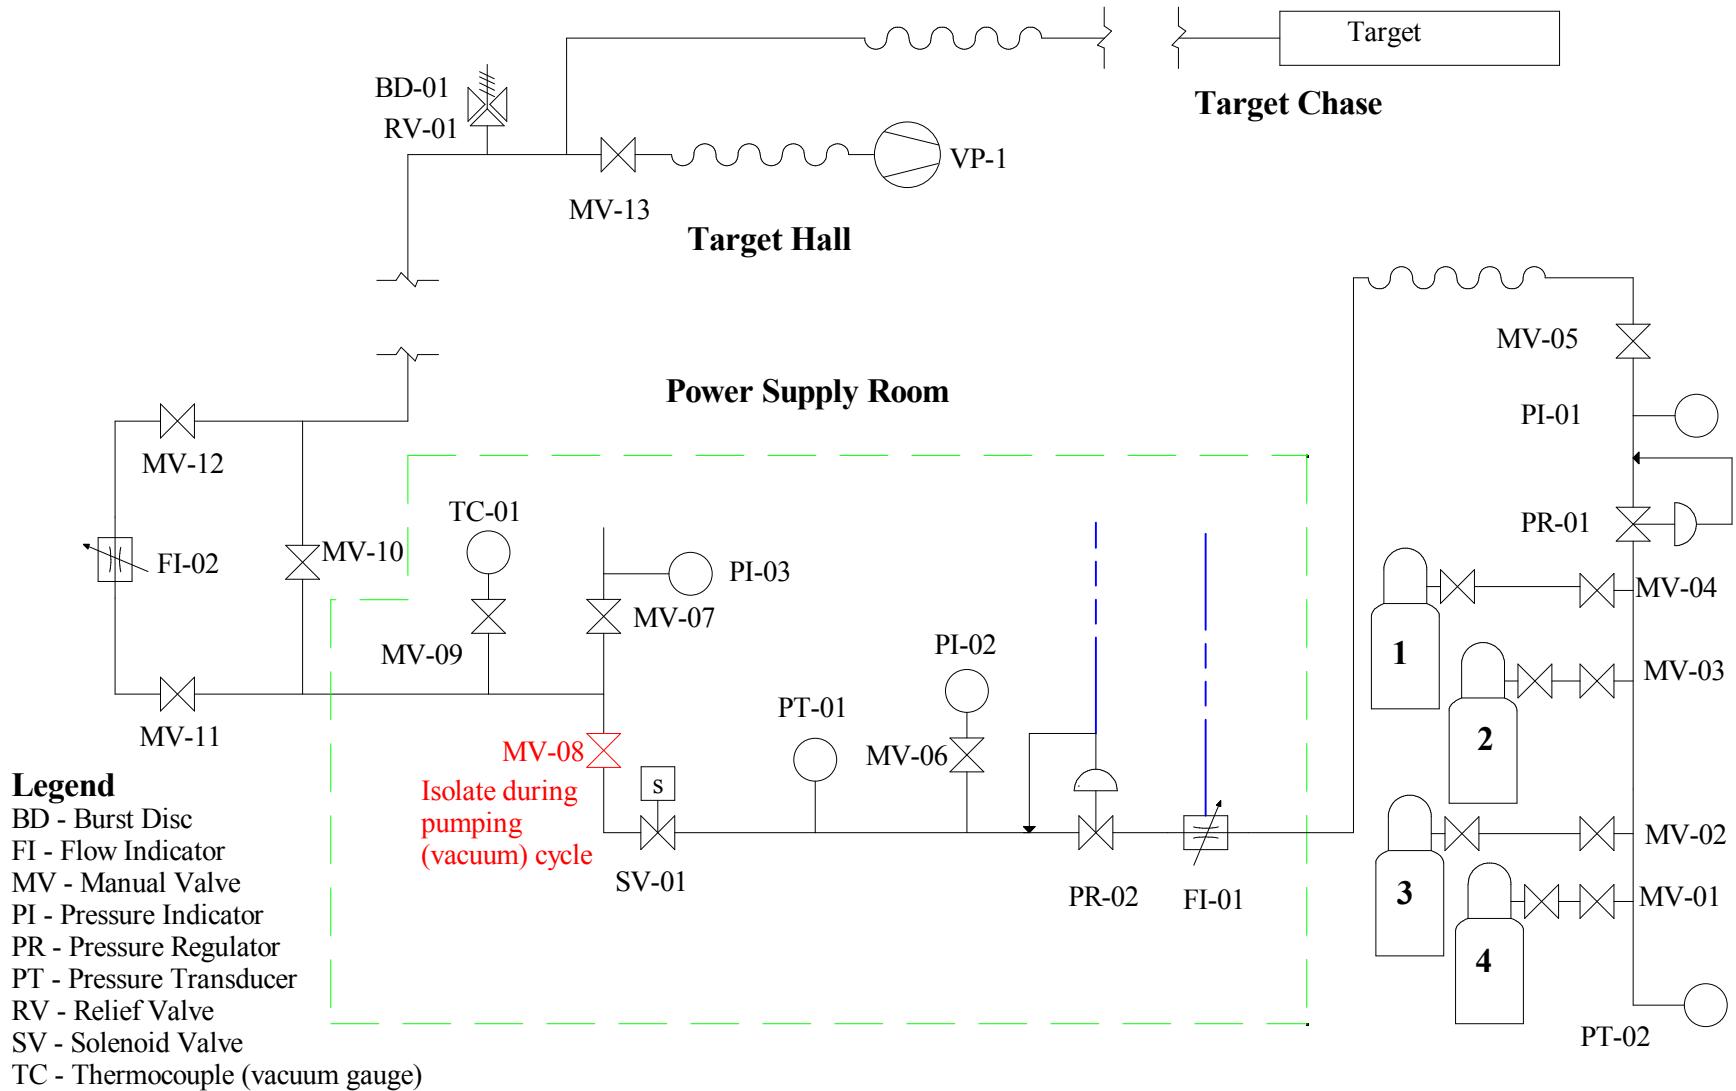 Target
BD-01
RV-01
Target Chase
VP-1
MV-13
Target Hall
MV-05
Power Supply Room
PI-01
MV-12
TC-01
PR-01
MV-10
FI-02
PI-03
MV-04
MV-07
1
MV-09
PI-02
MV-03
PT-01
MV-11
MV-08
MV-06
2
Legend
Isolate during
pumping
(vacuum) cycle
S
BD - Burst Disc
FI - Flow Indicator
MV - Manual Valve
PI - Pressure Indicator
PR - Pressure Regulator
PT - Pressure Transducer
RV - Relief Valve
SV - Solenoid Valve
TC - Thermocouple (vacuum gauge)
SV-01
PR-02
FI-01
MV-02
3
MV-01
4
PT-02